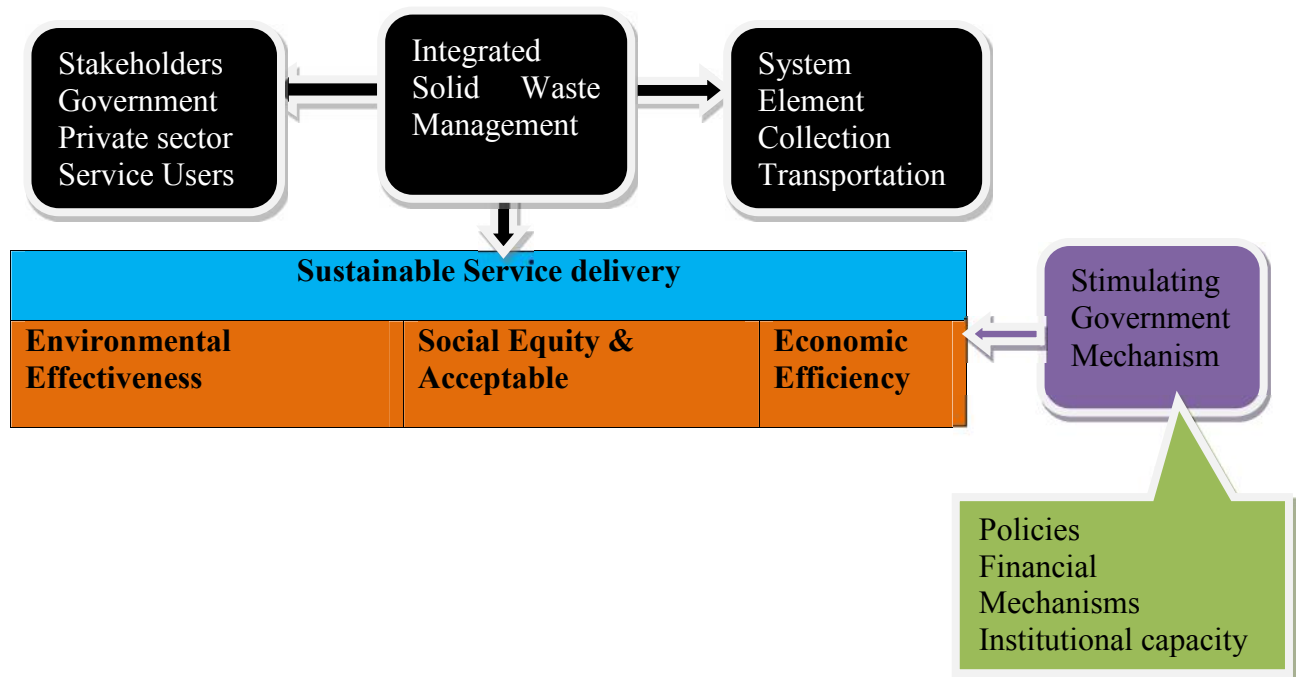 Stakeholders
Government
Private sector
Service Users
Integrated
Solid Waste
Management
System
Element
Collection
Transportation
Sustainable Service delivery
Environmental
Effectiveness
Social Equity &
Acceptable
Economic
Efficiency
Stimulating
Government
Mechanism
Policies
Financial
Mechanisms
Institutional capacity